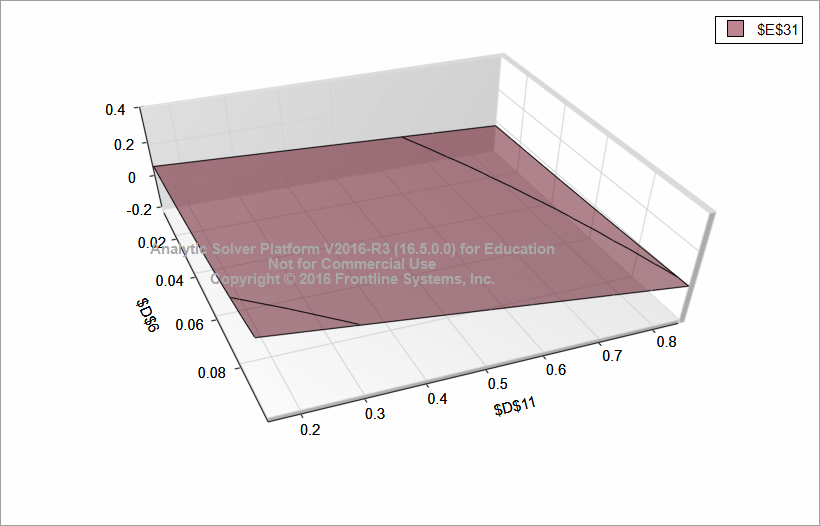 $E$31
0.4
0.2
0
-0.2
0.02
0.04
0.06
0.08
$D$6
Analytic Solver Platform V2016-R3 (16.5.0.0) for Education
Not for Commercial Use
Copyright © 2016 Frontline Systems, Inc.
0.2
0.3
0.4
0.5
0.6
0.7
0.8
$D$11